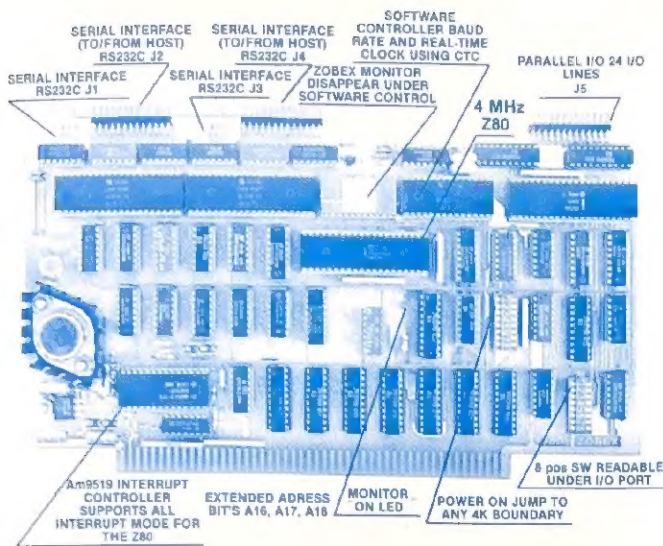 SERIAL INTERFACE
RS232C J1
SERIAL INTERFACE
(TO/FROM HOST)
RS232C J2
SERIAL INTERFACE
RS232C J3
SERIAL INTERFACE
(TO/FROM HOST)
RS232C J4
ZOBEX MONITOR
DISAPPEAR UNDER
SOFTWARE CONTROL
SOFTWARE
CONTROLLER BAUD
RATE AND REAL-TIME
CLOCK USING CTC
4 MHz
Z80
PARALLEL I/O 24 I/O
LINES
J5
Am9519 INTERRUPT
CONTROLLER
SUPPORTS ALL
INTERRUPT MODE FOR
THE Z80
EXTENDED ADRESS
BIT'S A16, A17, A18
MONITOR
ON LED
POWER ON JUMP TO
ANY 4K BOUNDARY
8 pos SW READABLE
UNDER I/O PORT